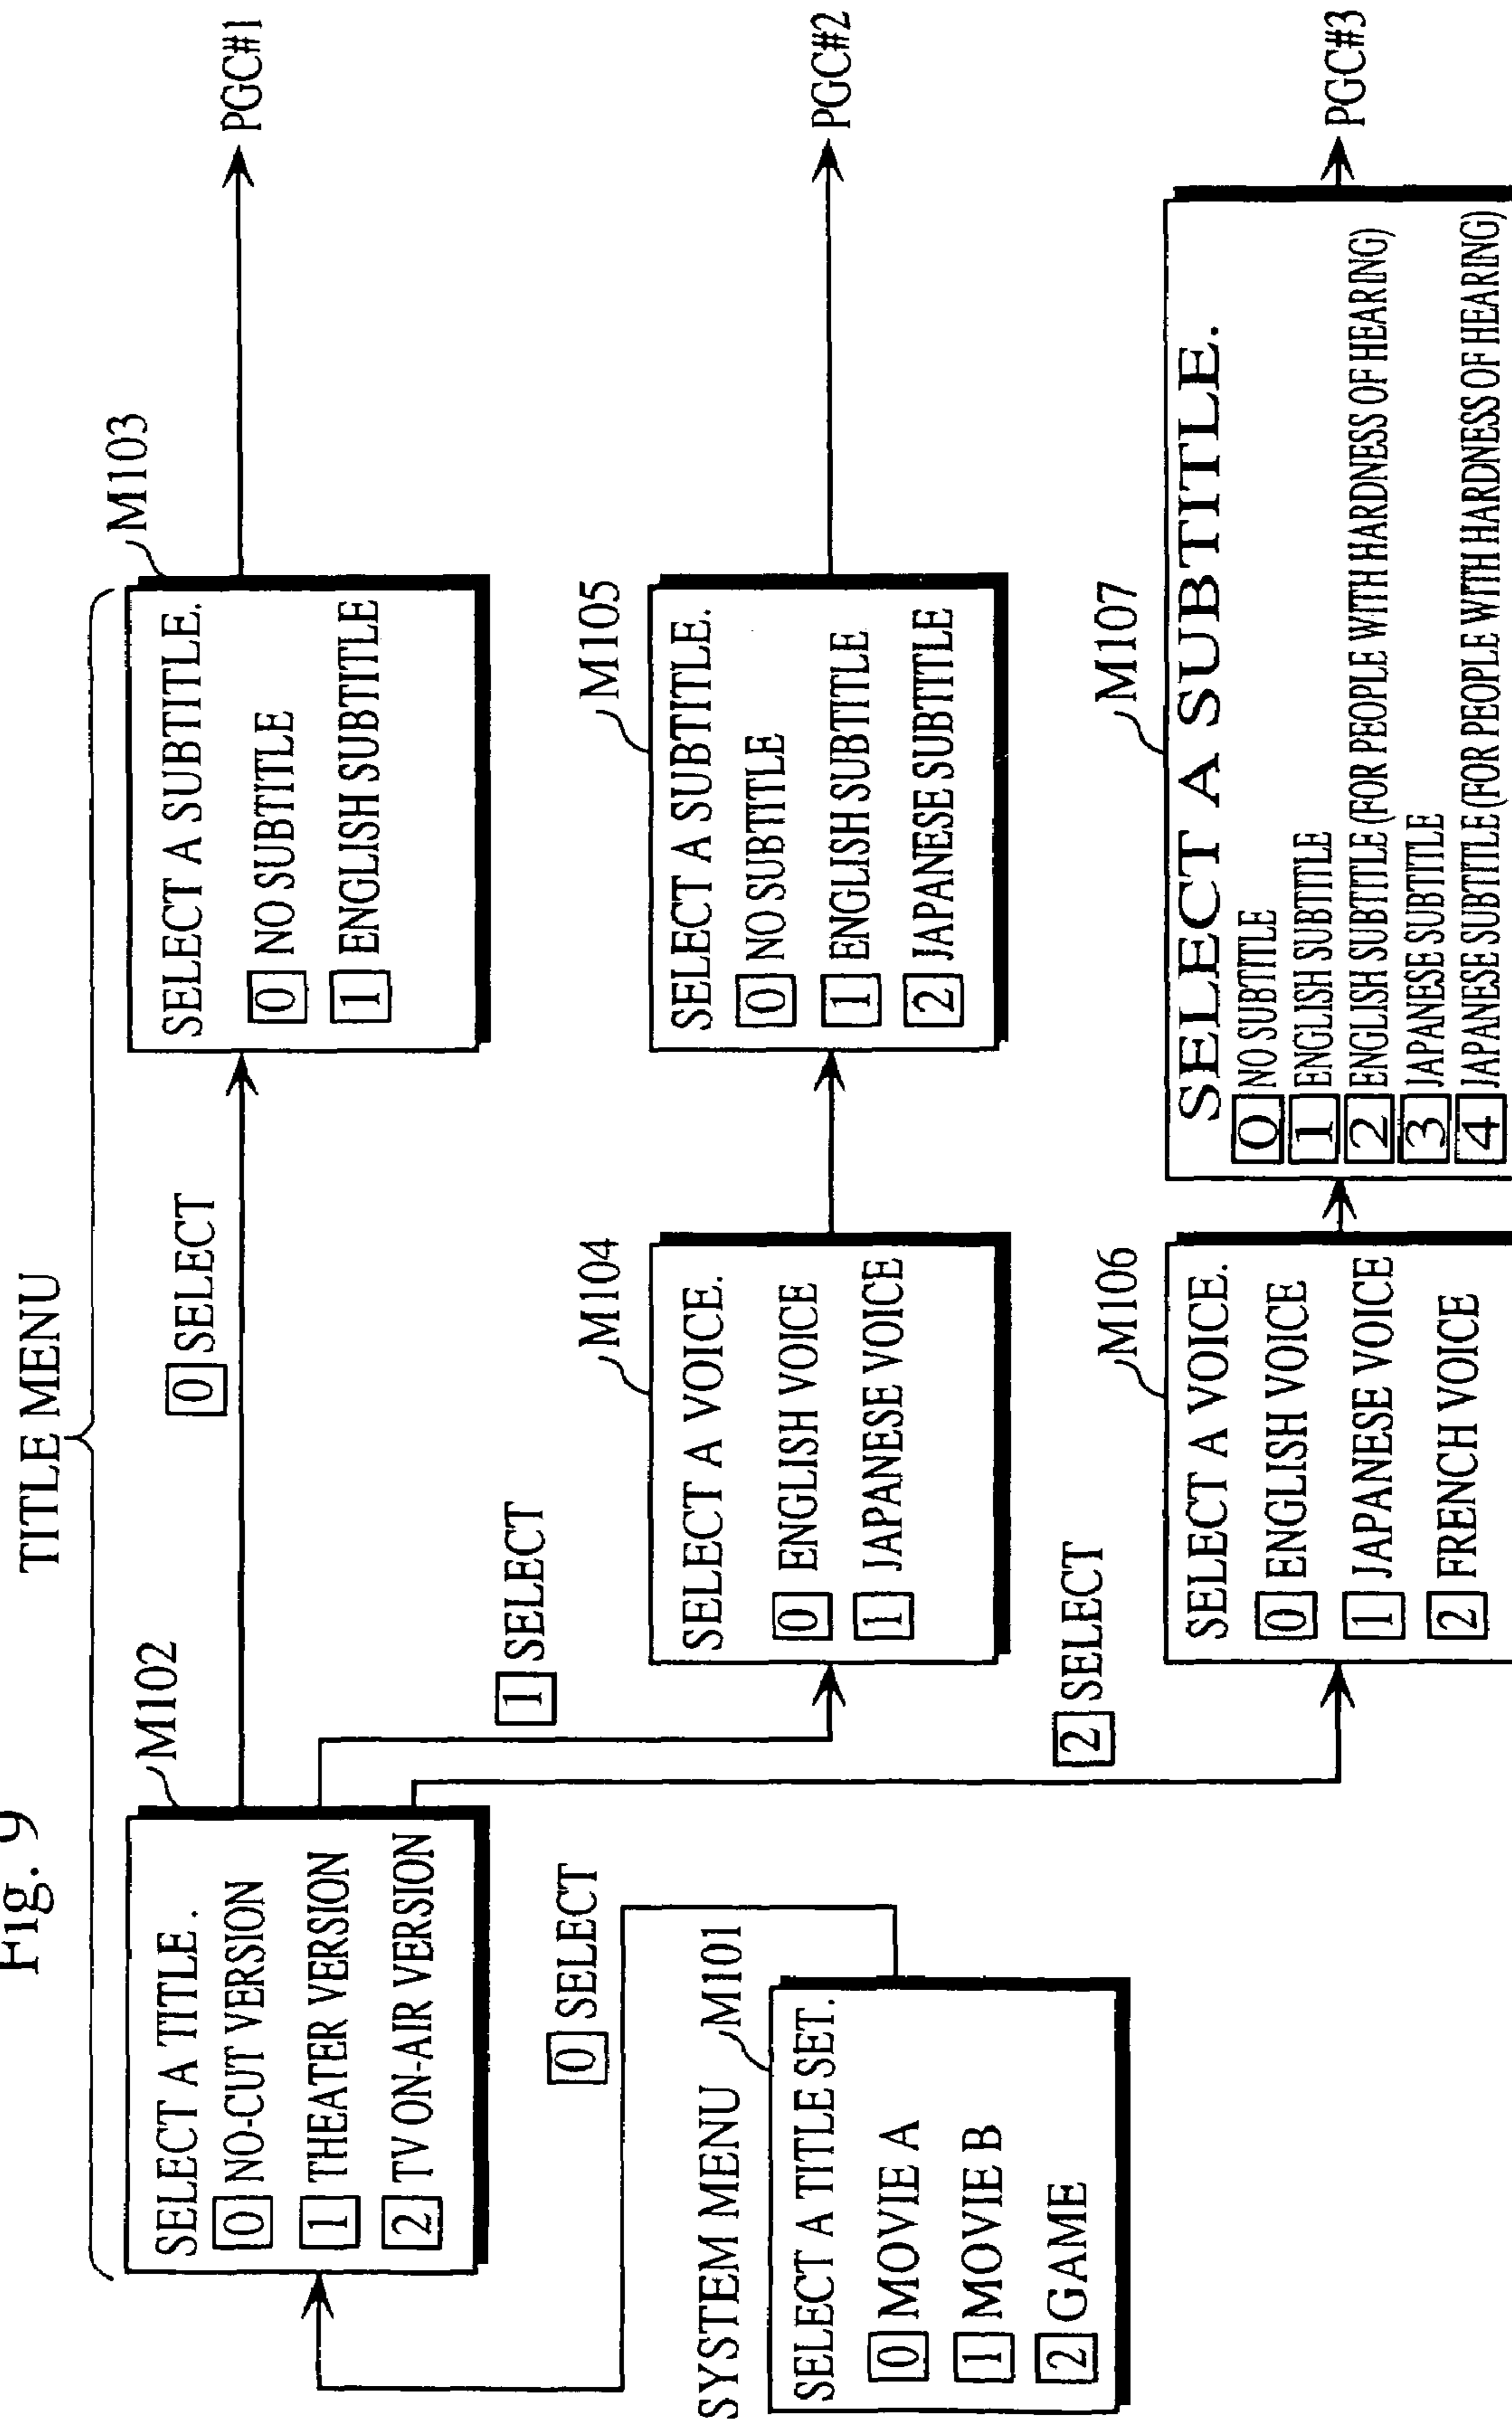 Fig. 9
TITLE MENU
M102
SELECT A TITLE.
0 NO-CUT VERSION
1 THEATER VERSION
2 TV ON-AIR VERSION
0 SELECT
M103
SELECT A SUBTITLE.
0 NO SUBTITLE
1 ENGLISH SUBTITLE
PGC#1
1 SELECT
M104
SELECT A VOICE.
0 ENGLISH VOICE
1 JAPANESE VOICE
M105
SELECT A SUBTITLE.
0 NO SUBTITLE
1 ENGLISH SUBTITLE
2 JAPANESE SUBTITLE
PGC#2
0 SELECT
SYSTEM MENU
M101
SELECT A TITLE SET.
0 MOVIE A
1 MOVIE B
2 GAME
2 SELECT
M106
SELECT A VOICE.
0 ENGLISH VOICE
1 JAPANESE VOICE
2 FRENCH VOICE
M107
SELECT A SUBTITLE.
0 NO SUBTITLE
1 ENGLISH SUBTITLE
2 ENGLISH SUBTITLE (FOR PEOPLE WITH HARDNESS OF HEARING)
3 JAPANESE SUBTITLE
4 JAPANESE SUBTITLE (FOR PEOPLE WITH HARDNESS OF HEARING)
PGC#3